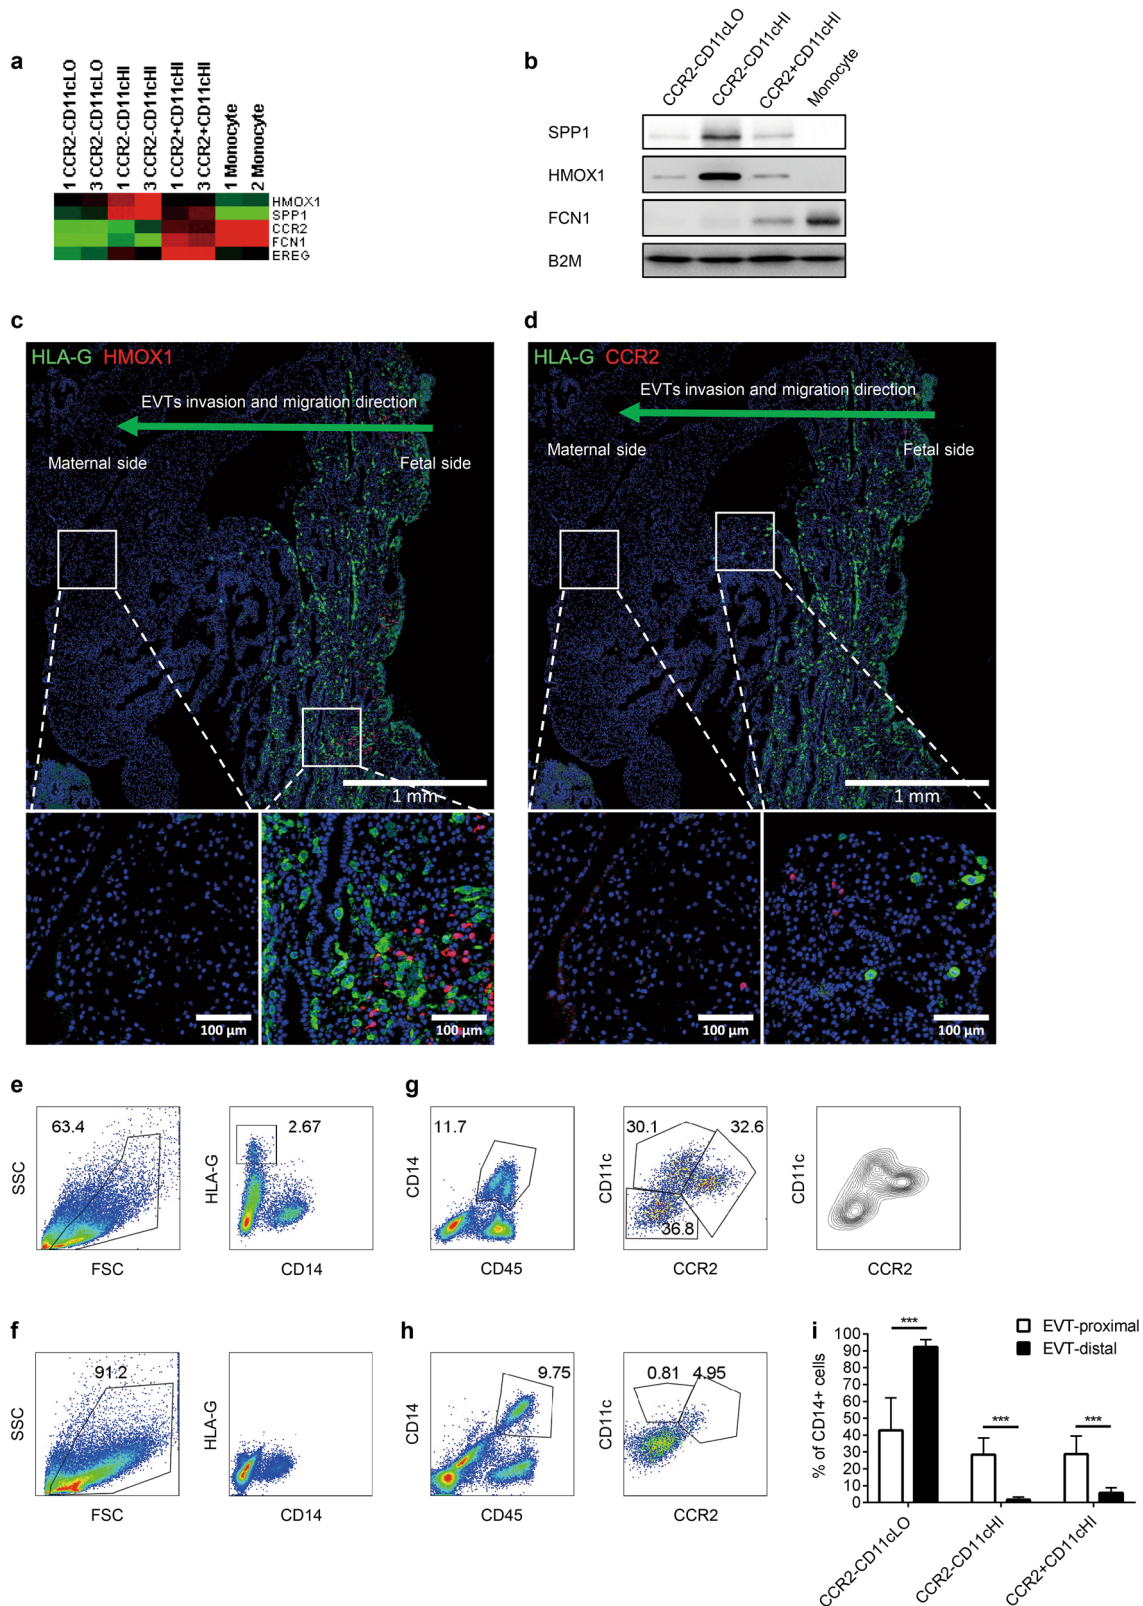 a
1 CCR2-CD11cLO
3 CCR2-CD11cLO
1 CCR2-CD11cHI
3 CCR2-CD11cHI
1 CCR2+CD11cHI
3 CCR2+CD11cHI
1 Monocyte
2 Monocyte
HMOX1
SPP1
CCR2
FCN1
EREG
b
CCR2-CD11cLO
CCR2-CD11cHI
CCR2+CD11cHI
Monocyte
SPP1
HMOX1
FCN1
B2M
c
HLA-G HMOX1
EVTs invasion and migration direction
Maternal side
Fetal side
1 mm
100 µm
100 µm
d
HLA-G CCR2
EVTs invasion and migration direction
Maternal side
Fetal side
1 mm
100 µm
100 µm
e
63.4
SSC
FSC
2.67
HLA-G
CD14
g
11.7
CD14
CD45
30.1
32.6
36.8
CD11c
CCR2
CD11c
CCR2
f
91.2
SSC
FSC
HLA-G
CD14
h
9.75
CD14
CD45
0.81
4.95
CD11c
CCR2
i
EVT-proximal
EVT-distal
***
***
***
% of CD14+ cells
100
90
80
70
60
50
40
30
20
10
0
CCR2-CD11cLO
CCR2-CD11cHI
CCR2+CD11cHI